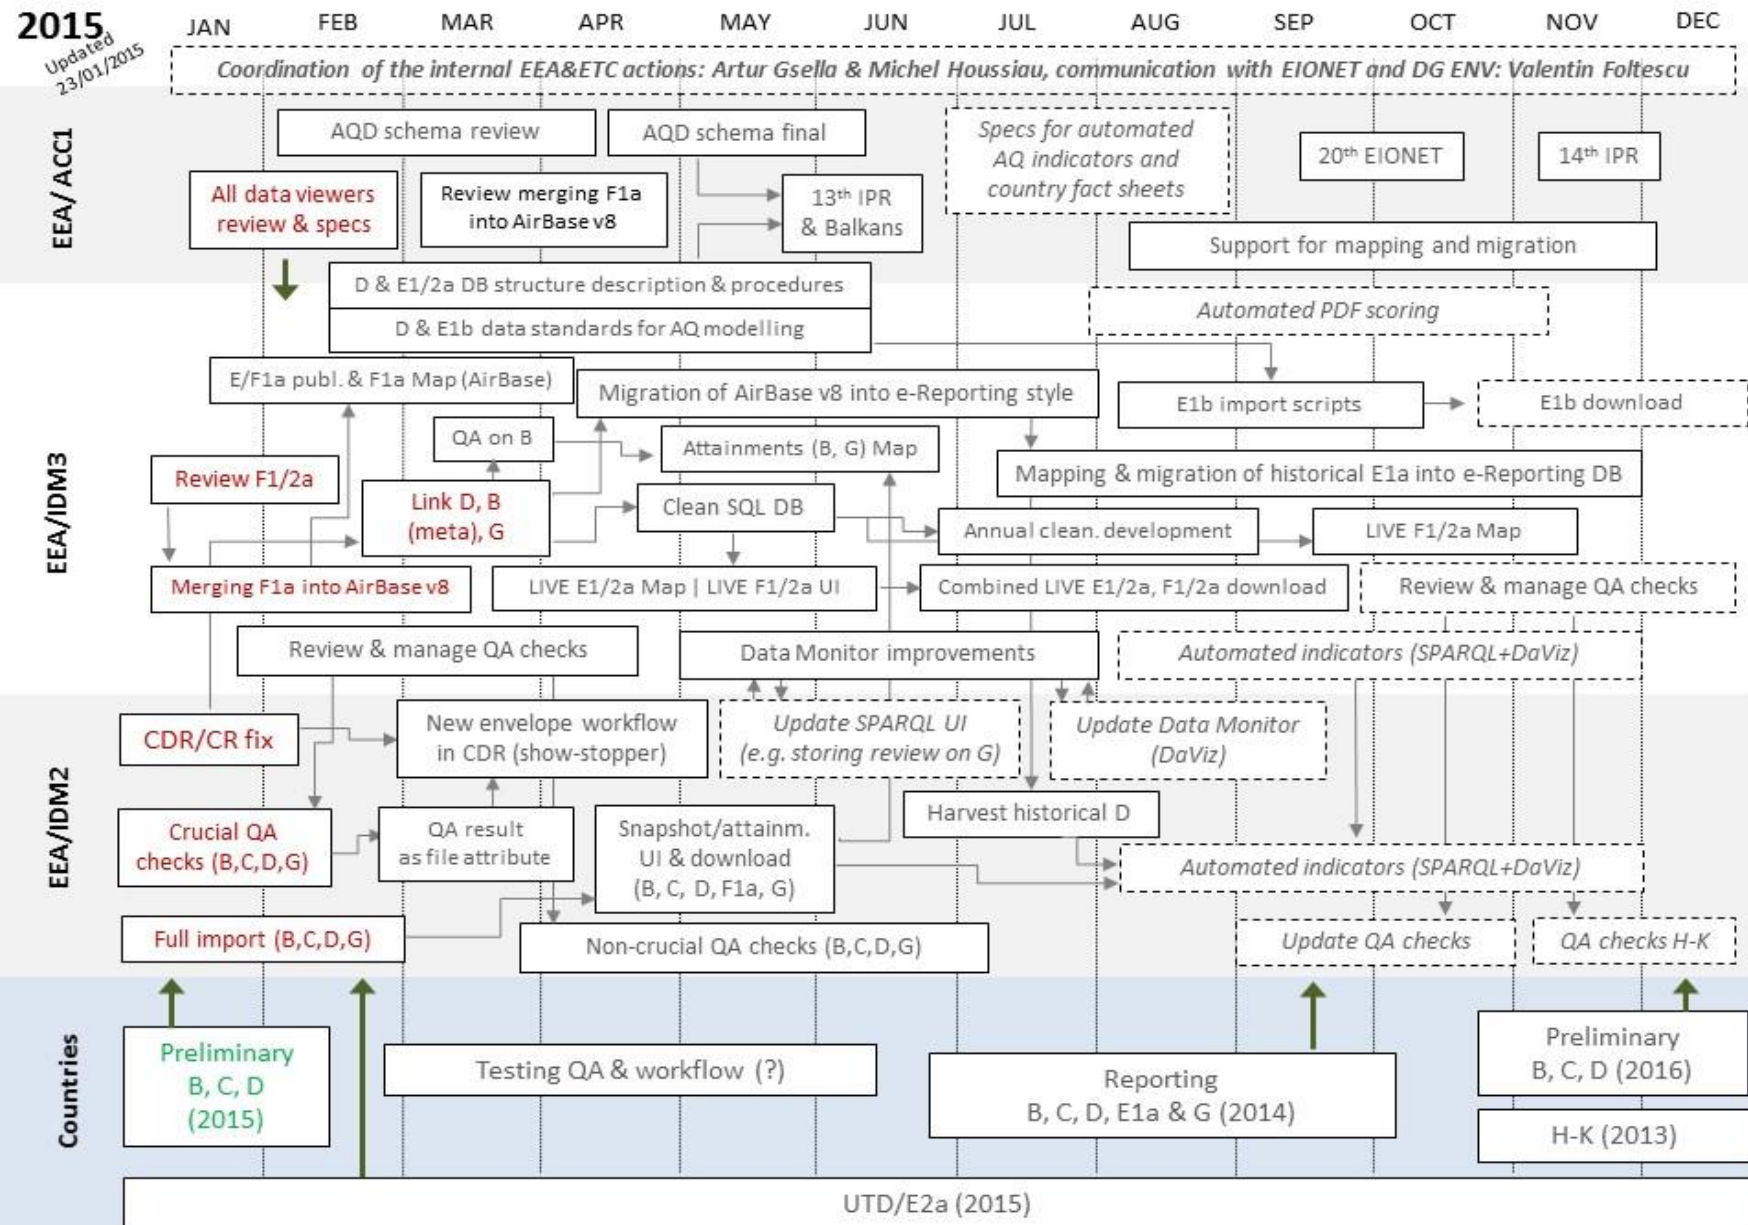 2015
Updated
23/01/2015
JAN FEB MAR APR MAY JUN JUL AUG SEP OCT NOV DEC
Coordination of the internal EEA&ETC actions: Artur Gsella & Michel Houssiau, communication with EIONET and DG ENV: Valentin Foltescu
EEA/ ACC1
AQD schema review
AQD schema final
Specs for automated
AQ indicators and
country fact sheets
20th EIONET
14th IPR
All data viewers
review & specs
Review merging F1a
into AirBase v8
13th IPR
& Balkans
Support for mapping and migration
D & E1/2a DB structure description & procedures
EEA/IDM3
D & E1b data standards for AQ modelling
Automated PDF scoring
E/F1a publ. & F1a Map (AirBase)
Migration of AirBase v8 into e-Reporting style
E1b import scripts
E1b download
QA on B
Attainments (B, G) Map
Review F1/2a
Mapping & migration of historical E1a into e-Reporting DB
Link D, B
(meta), G
Clean SQL DB
Annual clean. development
LIVE F1/2a Map
Merging F1a into AirBase v8
LIVE E1/2a Map | LIVE F1/2a UI
Combined LIVE E1/2a, F1/2a download
Review & manage QA checks
Review & manage QA checks
Data Monitor improvements
Automated indicators (SPARQL+DaViz)
EEA/IDM2
CDR/CR fix
New envelope workflow
in CDR (show-stopper)
Update SPARQL UI
(e.g. storing review on G)
Update Data Monitor
(DaViz)
Crucial QA
checks (B,C,D,G)
QA result
as file attribute
Snapshot/attainm.
UI & download
(B, C, D, F1a, G)
Harvest historical D
Automated indicators (SPARQL+DaViz)
Full import (B,C,D,G)
Non-crucial QA checks (B,C,D,G)
Update QA checks
QA checks H-K
Countries
Preliminary
B, C, D
(2015)
Testing QA & workflow (?)
Reporting
B, C, D, E1a & G (2014)
Preliminary
B, C, D (2016)
H-K (2013)
UTD/E2a (2015)